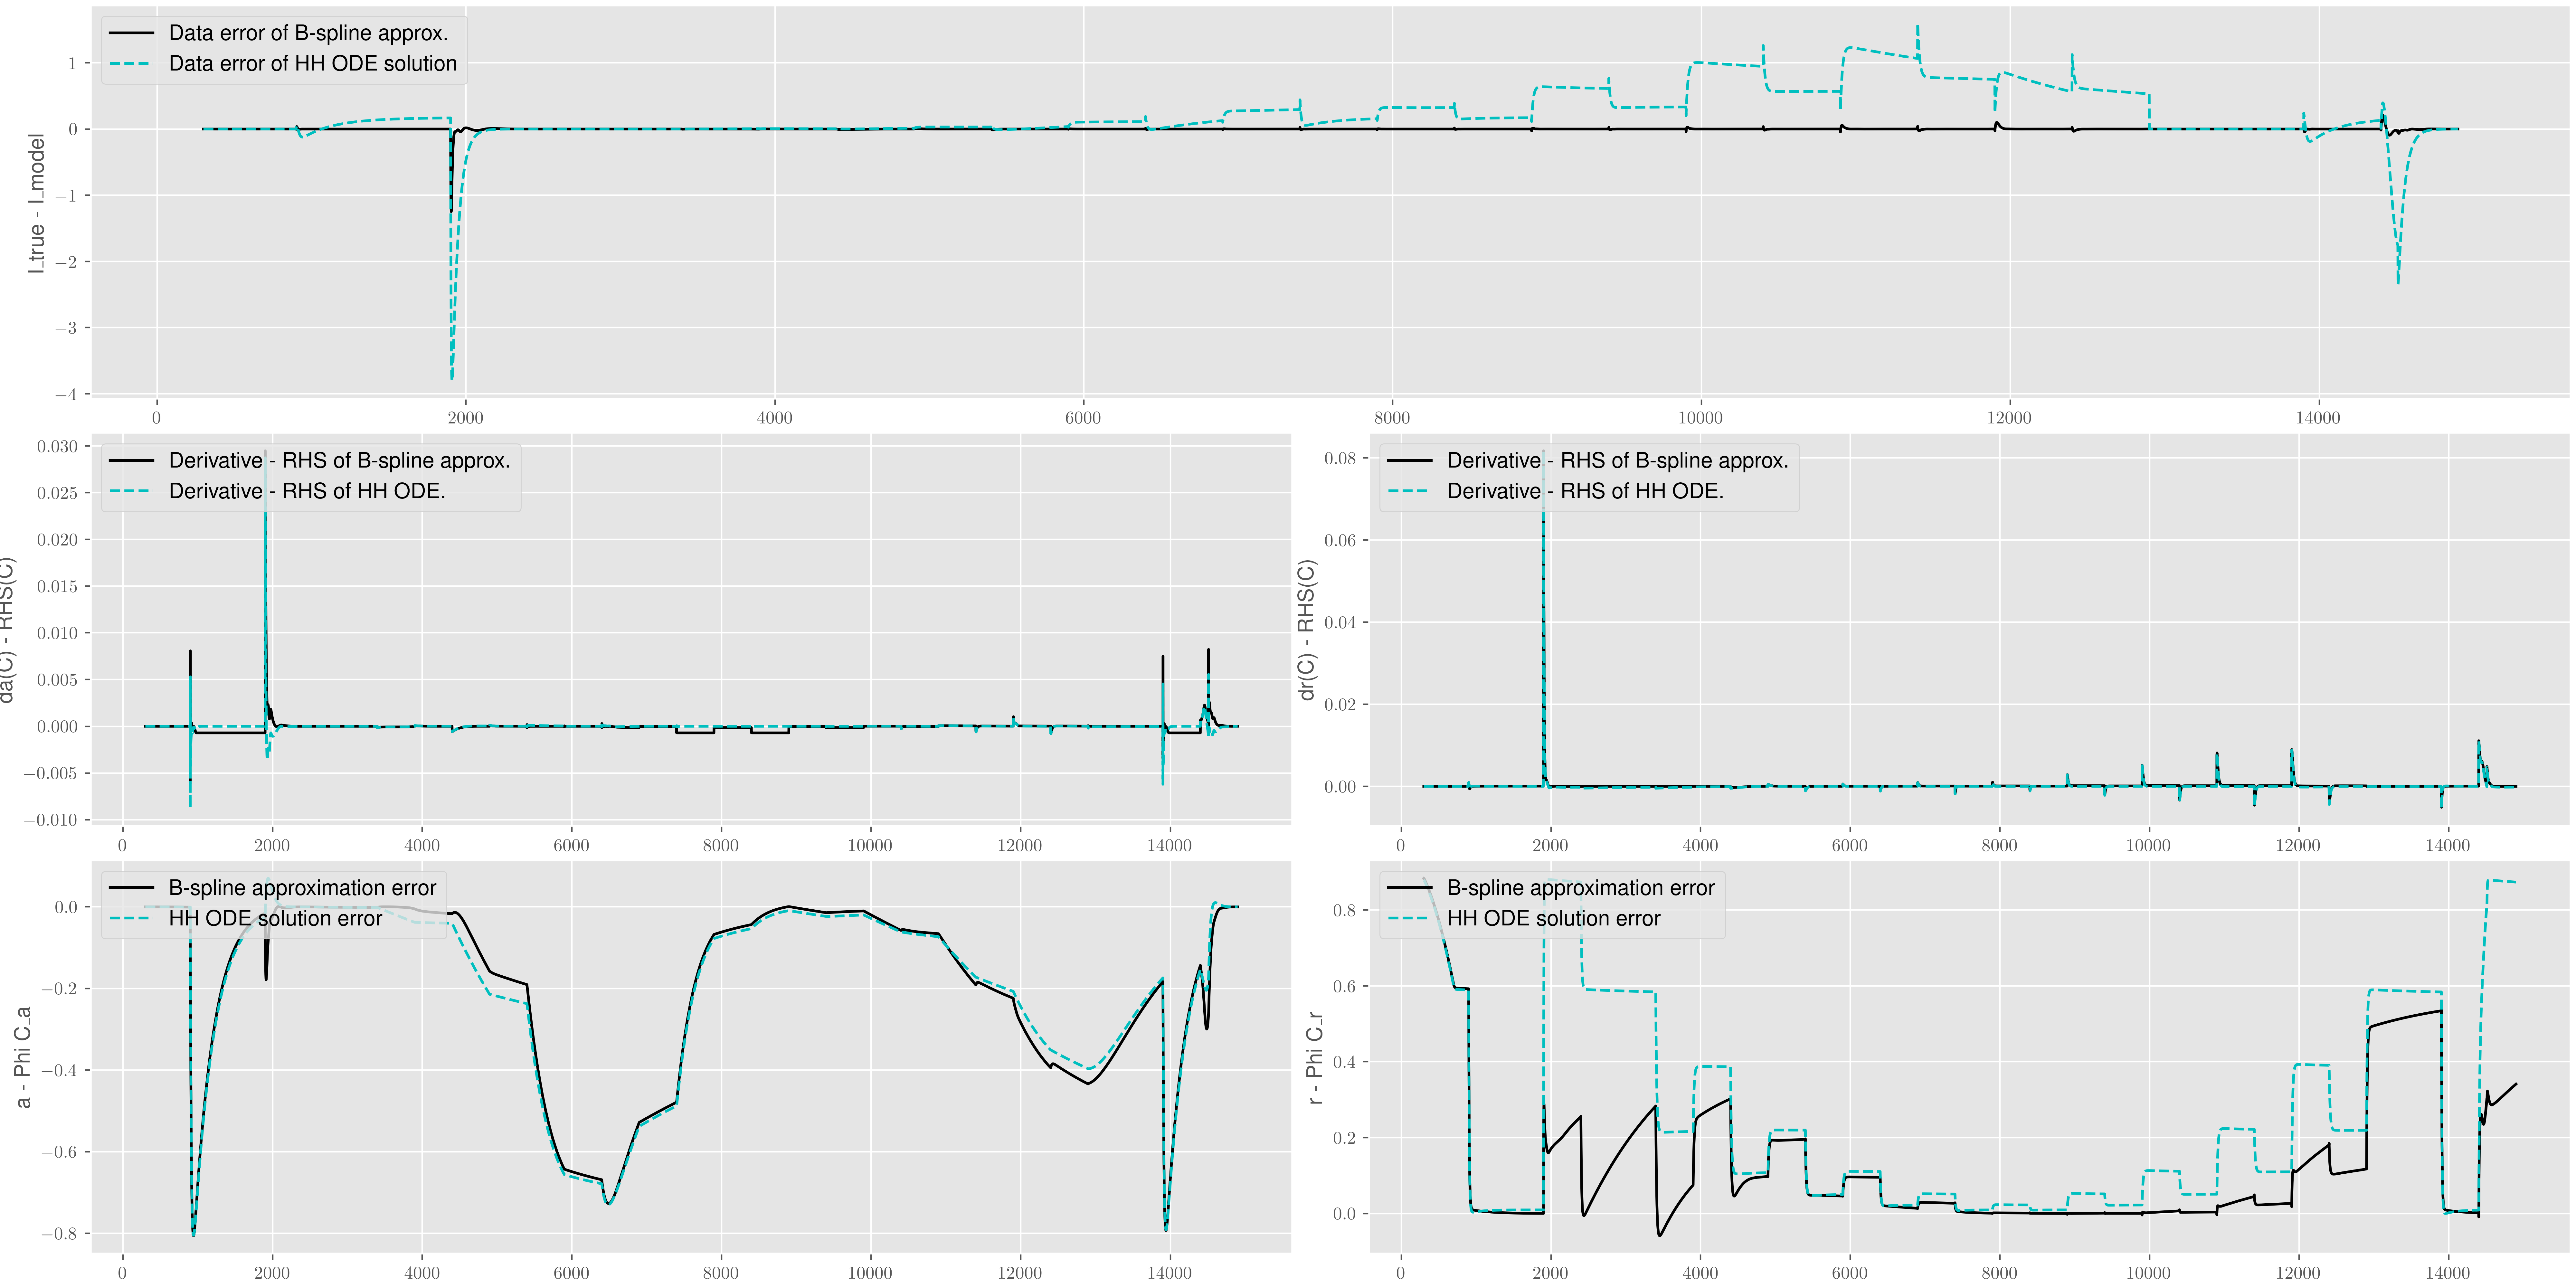 Data error of B-spline approx.
Data error of HH ODE solution
I_true - I_model
1
0
−1
−2
−3
−4
0 2000 4000 6000 8000 10000 12000 14000
Derivative - RHS of B-spline approx.
Derivative - RHS of HH ODE.
da(C) - RHS(C)
0.030
0.025
0.020
0.015
0.010
0.005
0.000
−0.005
−0.010
0 2000 4000 6000 8000 10000 12000 14000
Derivative - RHS of B-spline approx.
Derivative - RHS of HH ODE.
dr(C) - RHS(C)
0.08
0.06
0.04
0.02
0.00
0 2000 4000 6000 8000 10000 12000 14000
B-spline approximation error
HH ODE solution error
a - Phi C_a
0.0
−0.2
−0.4
−0.6
−0.8
0 2000 4000 6000 8000 10000 12000 14000
B-spline approximation error
HH ODE solution error
r - Phi C_r
0.8
0.6
0.4
0.2
0.0
0 2000 4000 6000 8000 10000 12000 14000